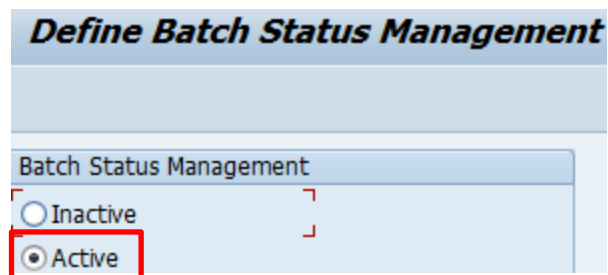 Define Batch Status Management
Batch Status Management
Inactive
Active